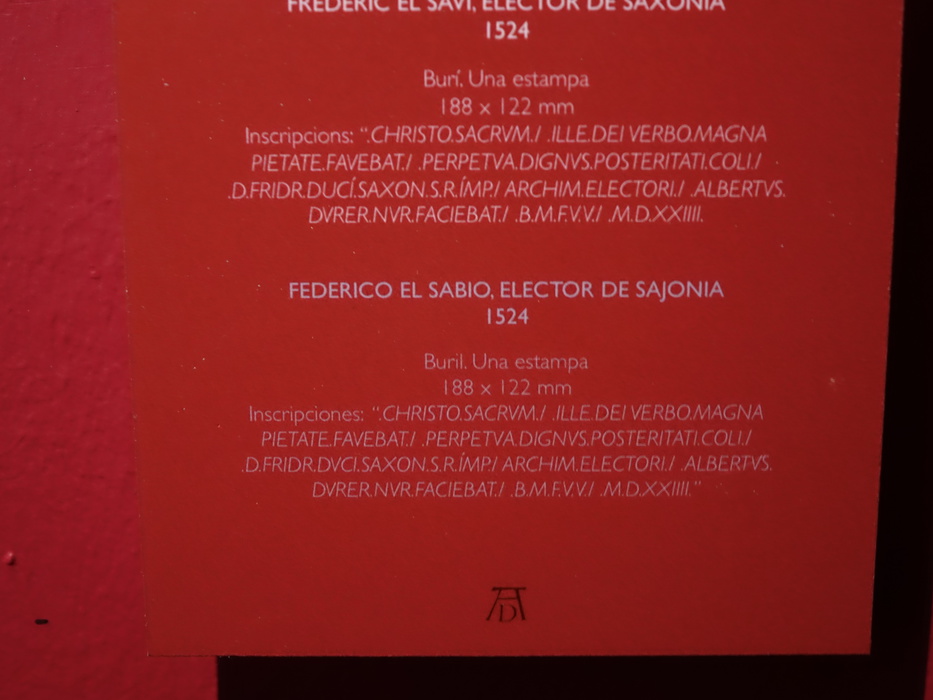 FREDERIC EL SAVI, ELECTOR DE SAXONIA
1524
Burí. Una estampa
188 x 122 mm
Inscripcions: “.CHRISTO.SACRVM./ .ILLE.DEI VERBO.MAGNA
PIETATE.FAVEBAT./ .PERPETVA.DIGNVS.POSTERITATI.COLI./
.D.FRIDR.DUCÍ.SAXON.S.R.ÍMP./ ARCHIM.ELECTORI./ .ALBERTVS.
DVRER.NVR.FACIEBAT./ .B.M.F.V.V./ .M.D.XXIIII.
FEDERICO EL SABIO, ELECTOR DE SAJONIA
1524
Buril. Una estampa
188 x 122 mm
Inscripciones: “.CHRISTO.SACRVM./ .ILLE.DEI VERBO.MAGNA
PIETATE.FAVEBAT./ .PERPETVA.DIGNVS.POSTERITATI.COLI./
.D.FRIDR.DVCI.SAXON.S.R.ÍMP/ ARCHIM.ELECTORI./ .ALBERTVS.
DVRER.NVR.FACIEBAT./ .B.M.F.V.V./ .M.D.XXIIII.”
AD